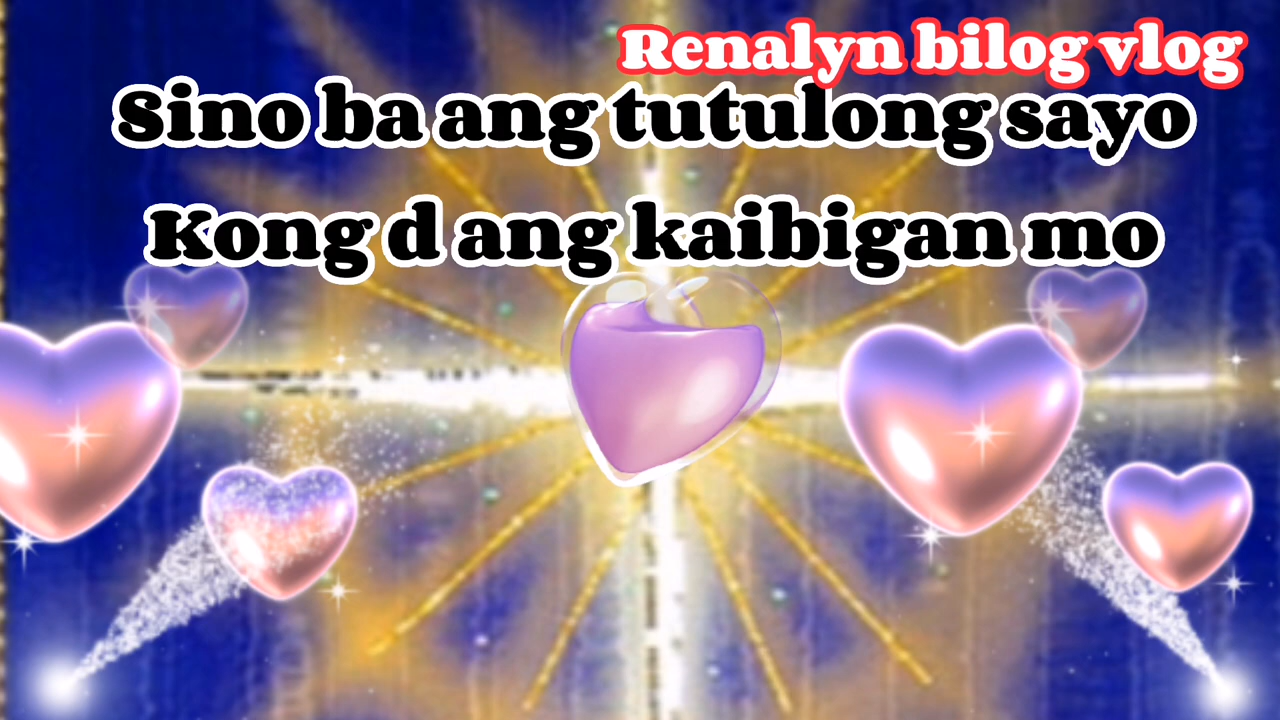 Renalyn bilog vlog
Sino ba ang tutulong sayo
Kong d ang kaibigan mo